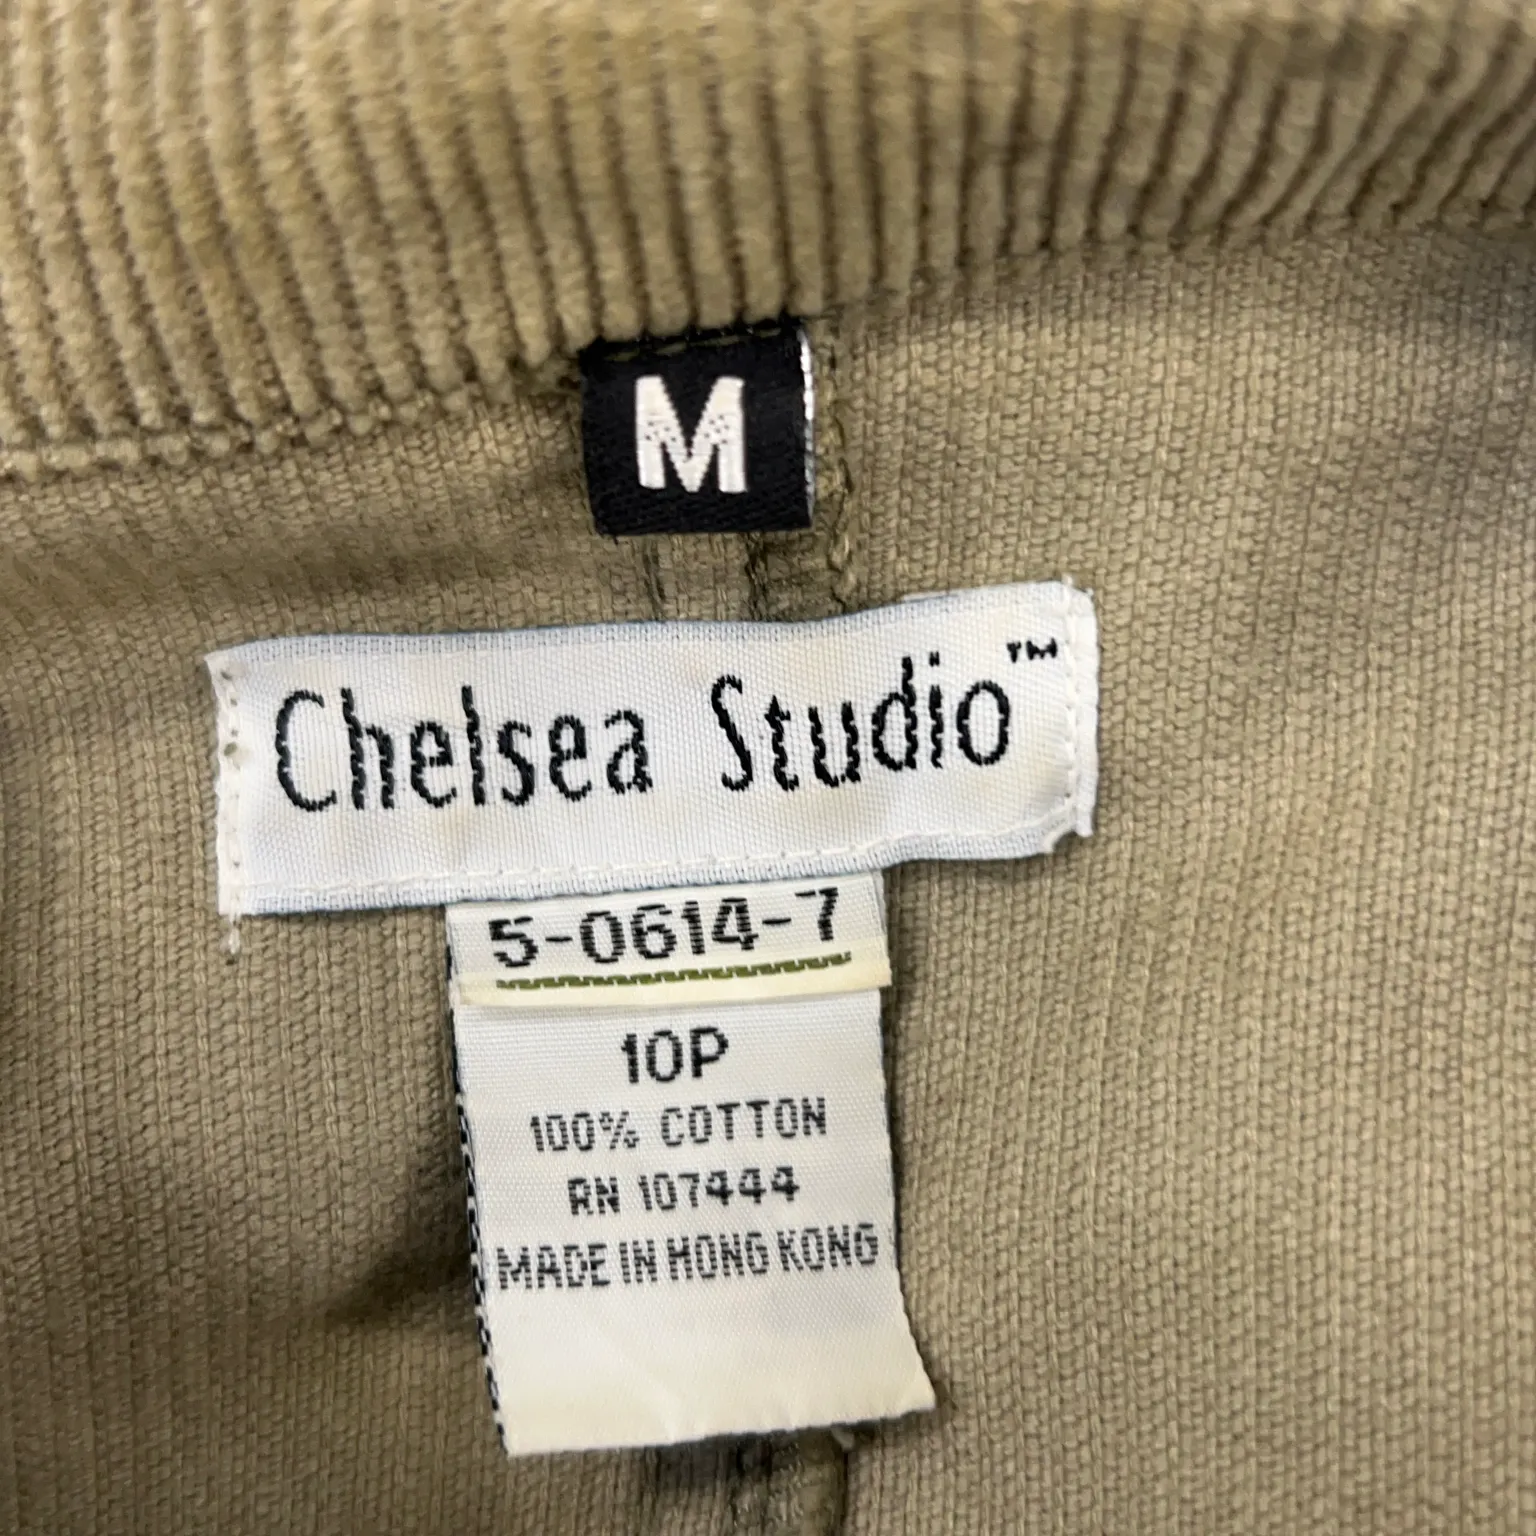 M
Chelsea Studio™
5-0614-7
10P
100% COTTON
RN 107444
MADE IN HONG KONG